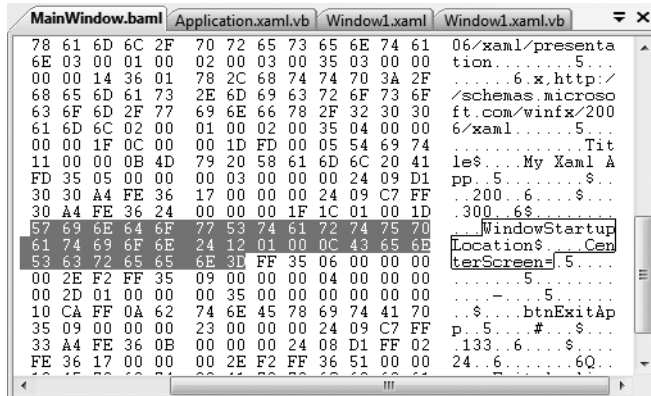 MainWindow.baml Application.xaml.vb Window1.xaml Window1.xaml.vb
78 61 6D 6C 2F 70 72 65 73 65 6E 74 61 06/xaml/presenta
6E 03 00 01 00 02 00 03 00 35 03 00 00 tion.........5...
00 00 14 36 01 78 2C 68 74 74 70 3A 2F ......6.x,http:/
68 65 6D 61 73 2E 6D 69 63 72 6F 73 6F /schemas.microso
63 6F 6D 2F 77 69 6E 66 78 2F 32 30 30 ft.com/winfx/200
61 6D 6C 02 00 01 00 02 00 35 04 00 00 6/xaml.......5...
00 00 1F 0C 00 00 1D FD 00 05 54 69 74 .............Tit
11 00 00 0B 4D 79 20 58 61 6D 6C 20 41 le$....My Xaml A
FD 35 05 00 00 00 03 00 00 00 24 09 D1 pp..5.........$..
30 30 A4 FE 36 17 00 00 00 24 09 C7 FF ..200..6....$...
30 A4 FE 36 24 00 00 00 1F 1C 01 00 1D .300..6$........
57 69 6E 64 6F 77 53 74 61 72 74 75 70 ...WindowStartup
61 74 69 6F 6E 24 12 01 00 0C 43 65 6E Location$....Cen
53 63 72 65 65 6E 3D FF 35 06 00 00 00 terScreen=.5....
00 2E F2 FF 35 09 00 00 00 04 00 00 00 .......5........
00 2D 01 00 00 00 35 00 00 00 00 00 00 ....-.....5.....
10 CA FF 0A 62 74 6E 45 78 69 74 41 70 ..$....btnExitAp
35 09 00 00 00 23 00 00 00 24 09 C7 FF p..5....#...$...
33 A4 FE 36 0B 00 00 00 24 08 D1 FF 02 .133..6....$....
FE 36 17 00 00 00 2E F2 FF 36 51 00 00 24..6.......6Q..